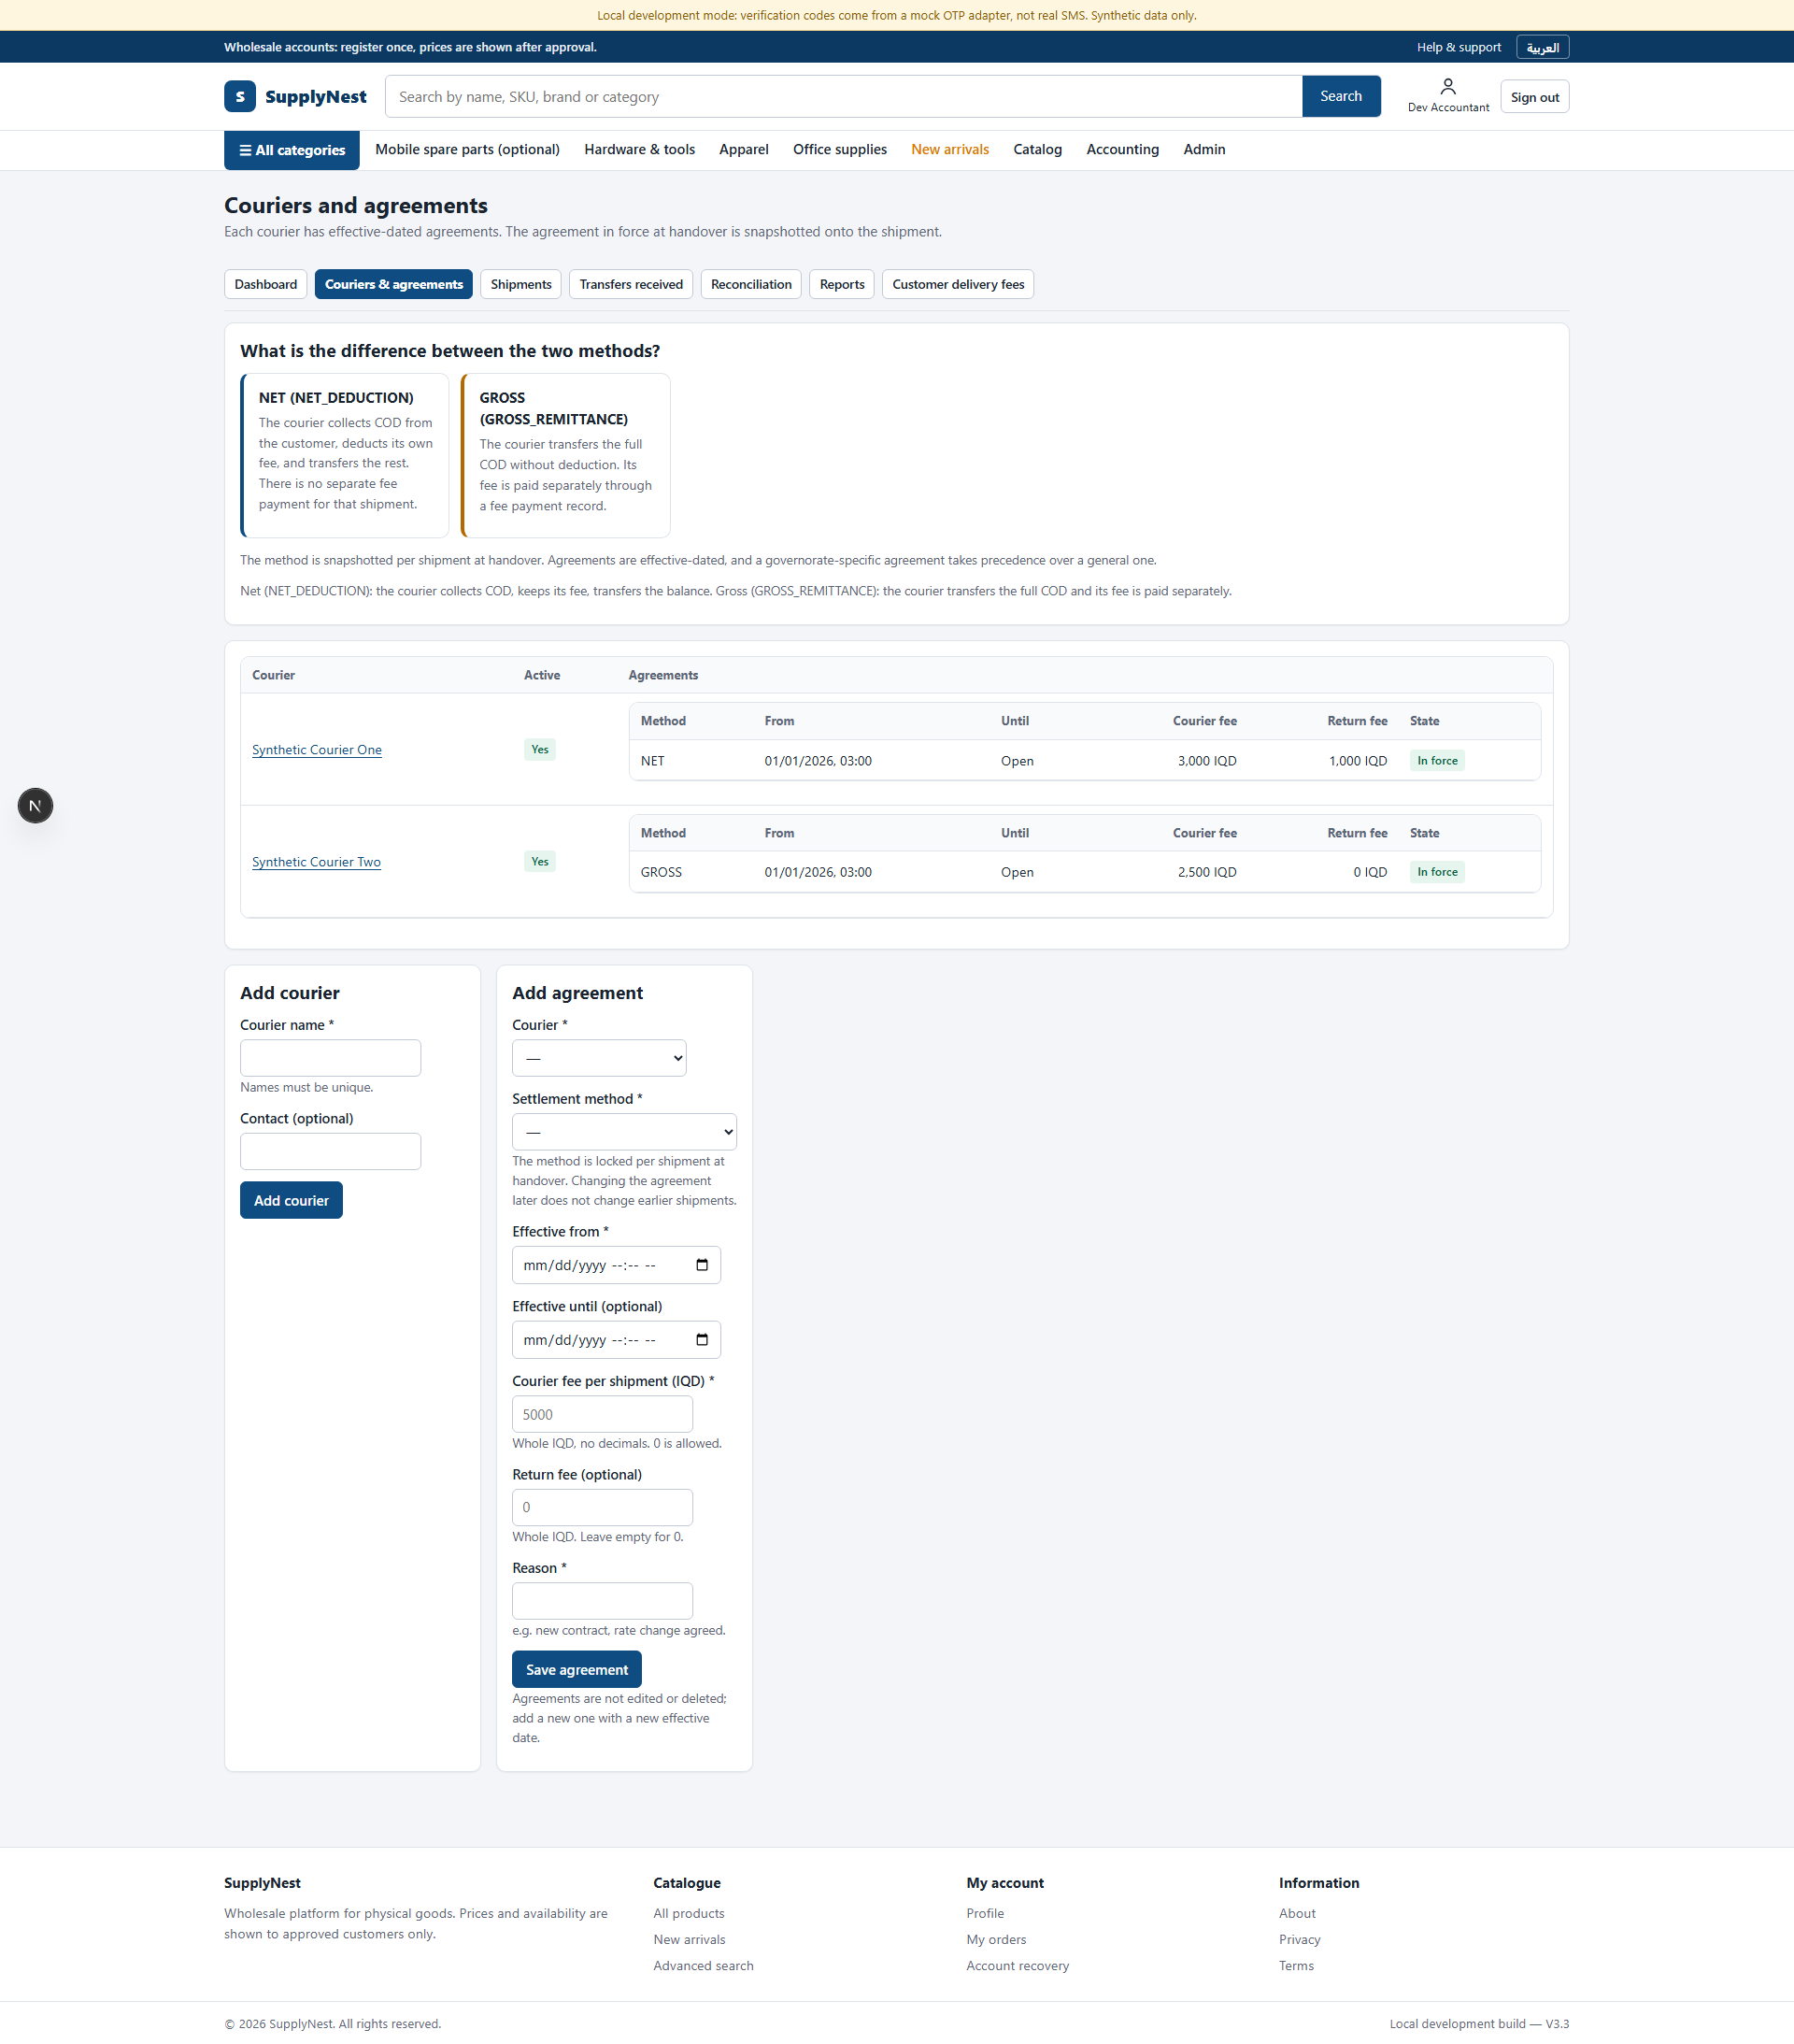 Local development mode: verification codes come from a mock OTP adapter, not real SMS. Synthetic data only.
Wholesale accounts: register once, prices are shown after approval.
Help & support
العربية
S
SupplyNest
Search by name, SKU, brand or category
Search
Dev Accountant
Sign out
☰ All categories
Mobile spare parts (optional)
Hardware & tools
Apparel
Office supplies
New arrivals
Catalog
Accounting
Admin
Couriers and agreements
Each courier has effective-dated agreements. The agreement in force at handover is snapshotted onto the shipment.
Dashboard
Couriers & agreements
Shipments
Transfers received
Reconciliation
Reports
Customer delivery fees
What is the difference between the two methods?
NET (NET_DEDUCTION)
The courier collects COD from
the customer, deducts its own
fee, and transfers the rest.
There is no separate fee
payment for that shipment.
GROSS
(GROSS_REMITTANCE)
The courier transfers the full
COD without deduction. Its
fee is paid separately through
a fee payment record.
The method is snapshotted per shipment at handover. Agreements are effective-dated, and a governorate-specific agreement takes precedence over a general one.
Net (NET_DEDUCTION): the courier collects COD, keeps its fee, transfers the balance. Gross (GROSS_REMITTANCE): the courier transfers the full COD and its fee is paid separately.
Courier Active Agreements
Method From Until Courier fee Return fee State
Synthetic Courier One Yes
NET 01/01/2026, 03:00 Open 3,000 IQD 1,000 IQD In force
Method From Until Courier fee Return fee State
Synthetic Courier Two Yes
GROSS 01/01/2026, 03:00 Open 2,500 IQD 0 IQD In force
N
Add courier
Courier name *
Names must be unique.
Contact (optional)
Add courier
Add agreement
Courier *
—
Settlement method *
—
The method is locked per shipment at
handover. Changing the agreement
later does not change earlier shipments.
Effective from *
mm/dd/yyyy --:-- --
Effective until (optional)
mm/dd/yyyy --:-- --
Courier fee per shipment (IQD) *
5000
Whole IQD, no decimals. 0 is allowed.
Return fee (optional)
0
Whole IQD. Leave empty for 0.
Reason *
e.g. new contract, rate change agreed.
Save agreement
Agreements are not edited or deleted;
add a new one with a new effective
date.
SupplyNest
Wholesale platform for physical goods. Prices and availability are
shown to approved customers only.
Catalogue
All products
New arrivals
Advanced search
My account
Profile
My orders
Account recovery
Information
About
Privacy
Terms
© 2026 SupplyNest. All rights reserved.
Local development build — V3.3